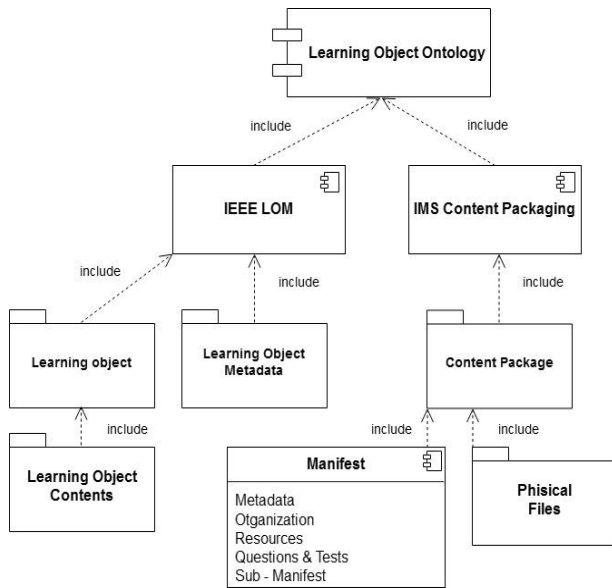 Learning Object Ontology
include
include
IEEE LOM
IMS Content Packaging
include
include
include
Learning object
Learning Object
Metadata
Content Package
include
include
include
Learning Object
Contents
Manifest
Metadata
Otganization
Resources
Questions & Tests
Sub - Manifest
Phisical
Files